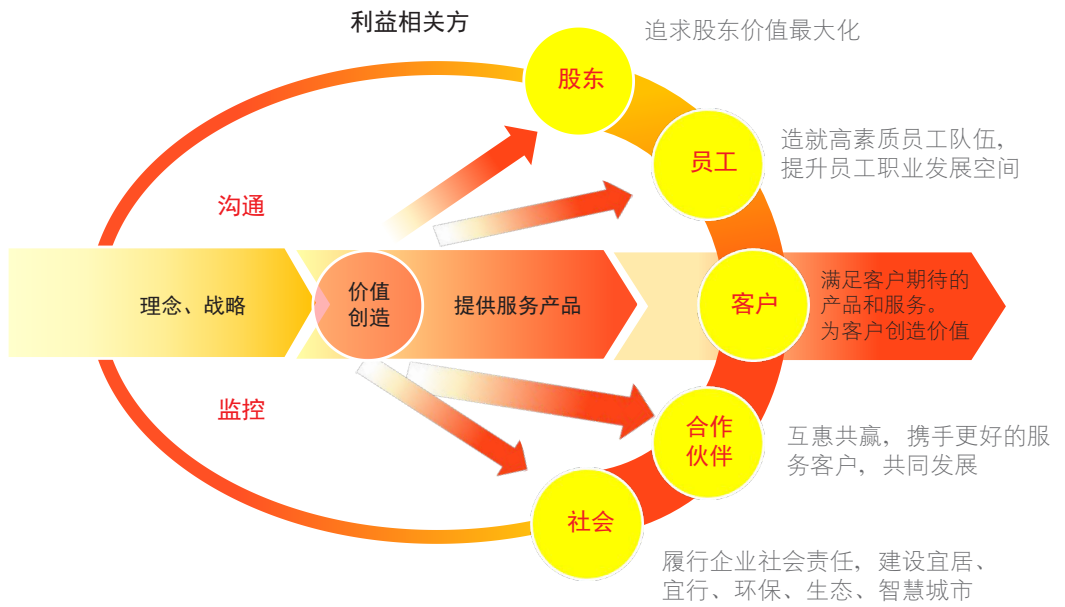 利益相关方
股东
追求股东价值最大化
员工
造就高素质员工队伍，
提升员工职业发展空间
沟通
理念、战略
价值
创造
提供服务产品
客户
满足客户期待的
产品和服务。
为客户创造价值
监控
合作
伙伴
互惠共赢，携手更好的服
务客户，共同发展
社会
履行企业社会责任，建设宜居、
宜行、环保、生态、智慧城市